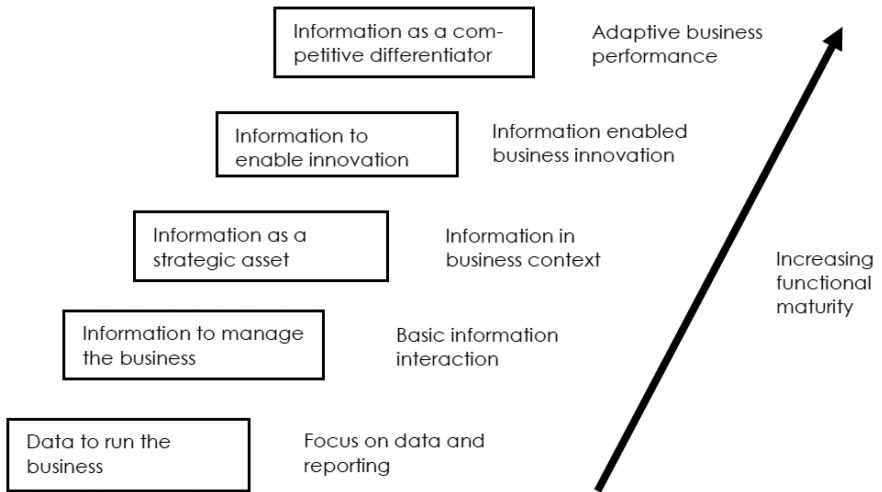 Information as a com-
petitive differentiator
Adaptive business
performance
Information to
enable innovation
Information enabled
business innovation
Information as a
strategic asset
Information in
business context
Increasing
functional
maturity
Information to manage
the business
Basic information
interaction
Data to run the
business
Focus on data and
reporting